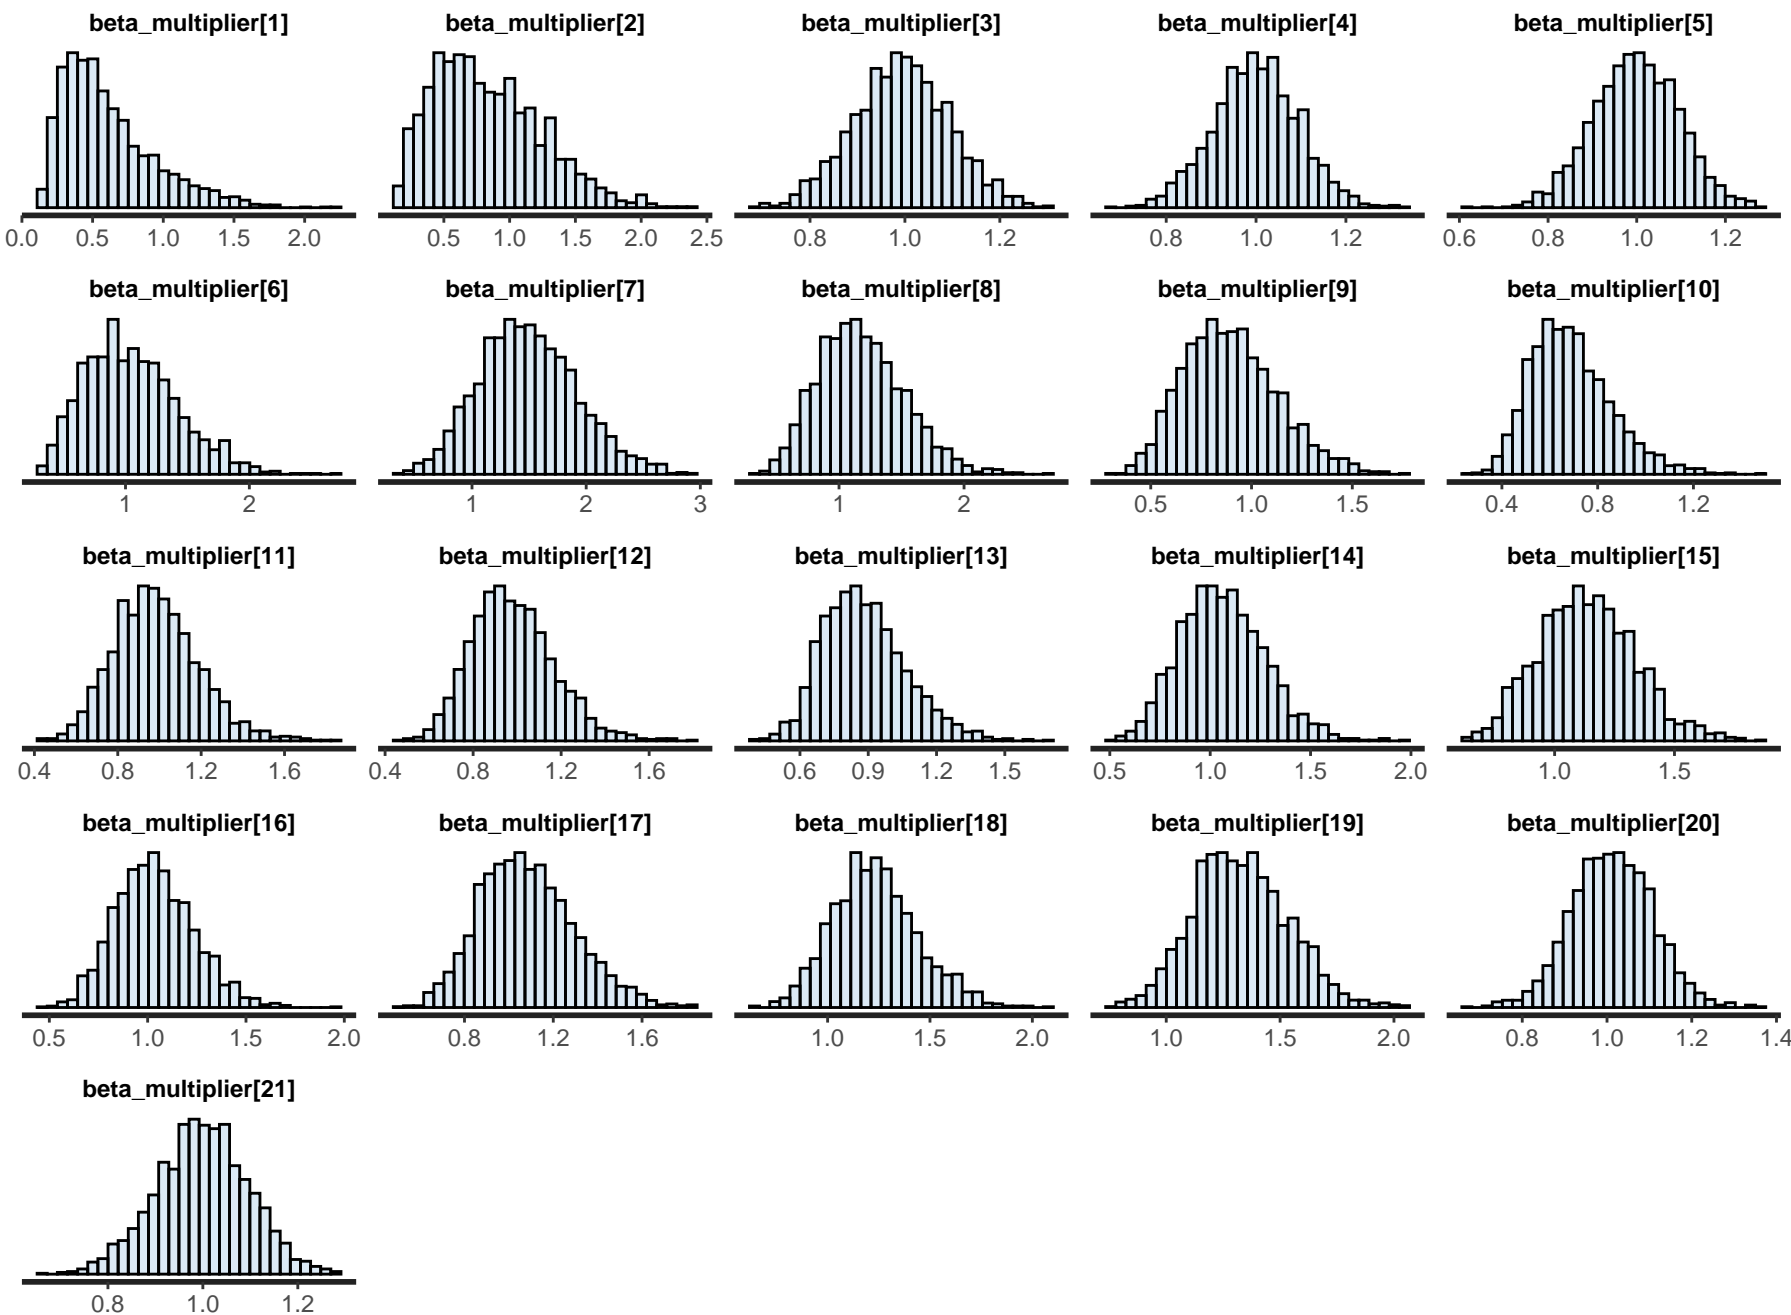 beta_multiplier[1] beta_multiplier[2] beta_multiplier[3] beta_multiplier[4] beta_multiplier[5]
0.0 0.5 1.0 1.5 2.0 0.5 1.0 1.5 2.0 2.5 0.8 1.0 1.2 0.8 1.0 1.2 0.6 0.8 1.0 1.2
beta_multiplier[6] beta_multiplier[7] beta_multiplier[8] beta_multiplier[9] beta_multiplier[10]
1 2 1 2 3 1 2 0.5 1.0 1.5 0.4 0.8 1.2
beta_multiplier[11] beta_multiplier[12] beta_multiplier[13] beta_multiplier[14] beta_multiplier[15]
0.4 0.8 1.2 1.6 0.4 0.8 1.2 1.6 0.6 0.9 1.2 1.5 0.5 1.0 1.5 2.0 1.0 1.5
beta_multiplier[16] beta_multiplier[17] beta_multiplier[18] beta_multiplier[19] beta_multiplier[20]
0.5 1.0 1.5 2.0 0.8 1.2 1.6 1.0 1.5 2.0 1.0 1.5 2.0 0.8 1.0 1.2 1.4
beta_multiplier[21]
0.8 1.0 1.2